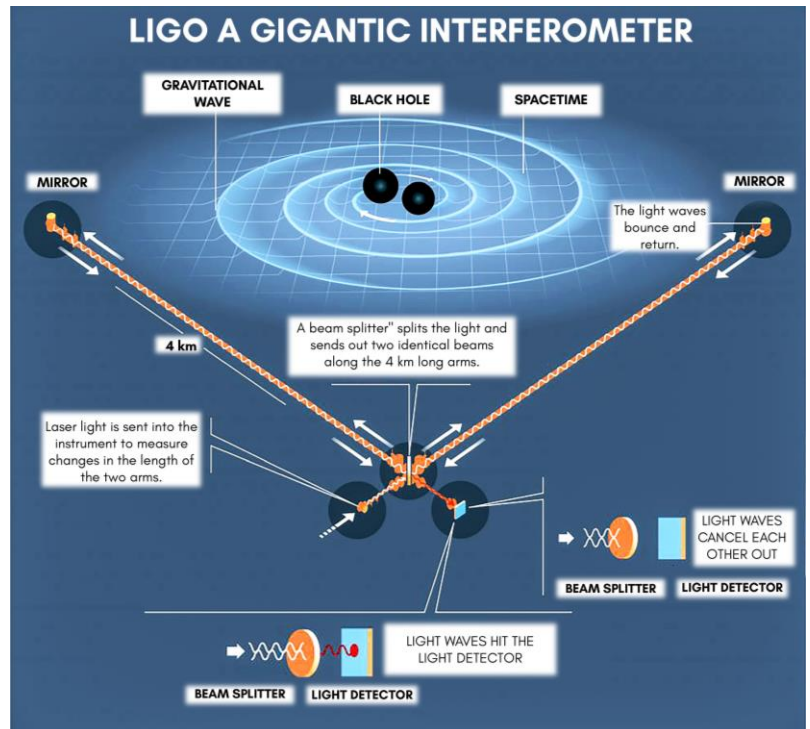 LIGO A GIGANTIC INTERFEROMETER
GRAVITATIONAL
WAVE
BLACK HOLE
SPACETIME
MIRROR
MIRROR
The light waves
bounce and
return.
4 km
A beam splitter" splits the light and
sends out two identical beams
along the 4 km long arms.
Laser light is sent into the
instrument to measure
changes in the length of
the two arms.
LIGHT WAVES
CANCEL EACH
OTHER OUT
BEAM SPLITTER
LIGHT DETECTOR
LIGHT WAVES HIT THE
LIGHT DETECTOR
BEAM SPLITTER
LIGHT DETECTOR